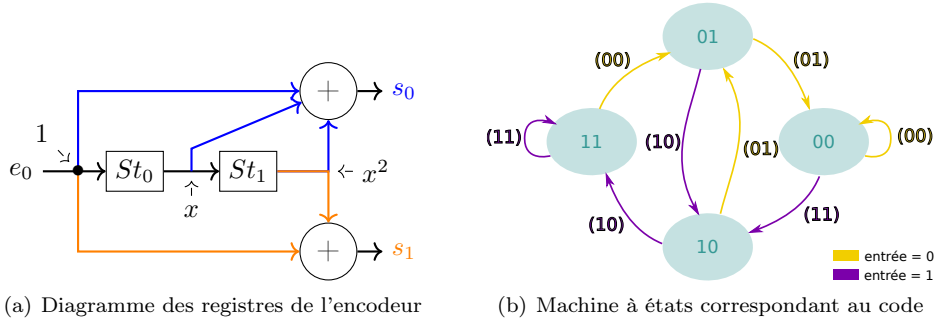 1
e₀
St₀
St₁
x
x²
+
s₀
+
s₁
(a) Diagramme des registres de l'encodeur
01
(00)
(01)
(11)
11
(10)
(01)
00
(00)
(10)
(11)
10
entrée = 0
entrée = 1
(b) Machine à états correspondant au code